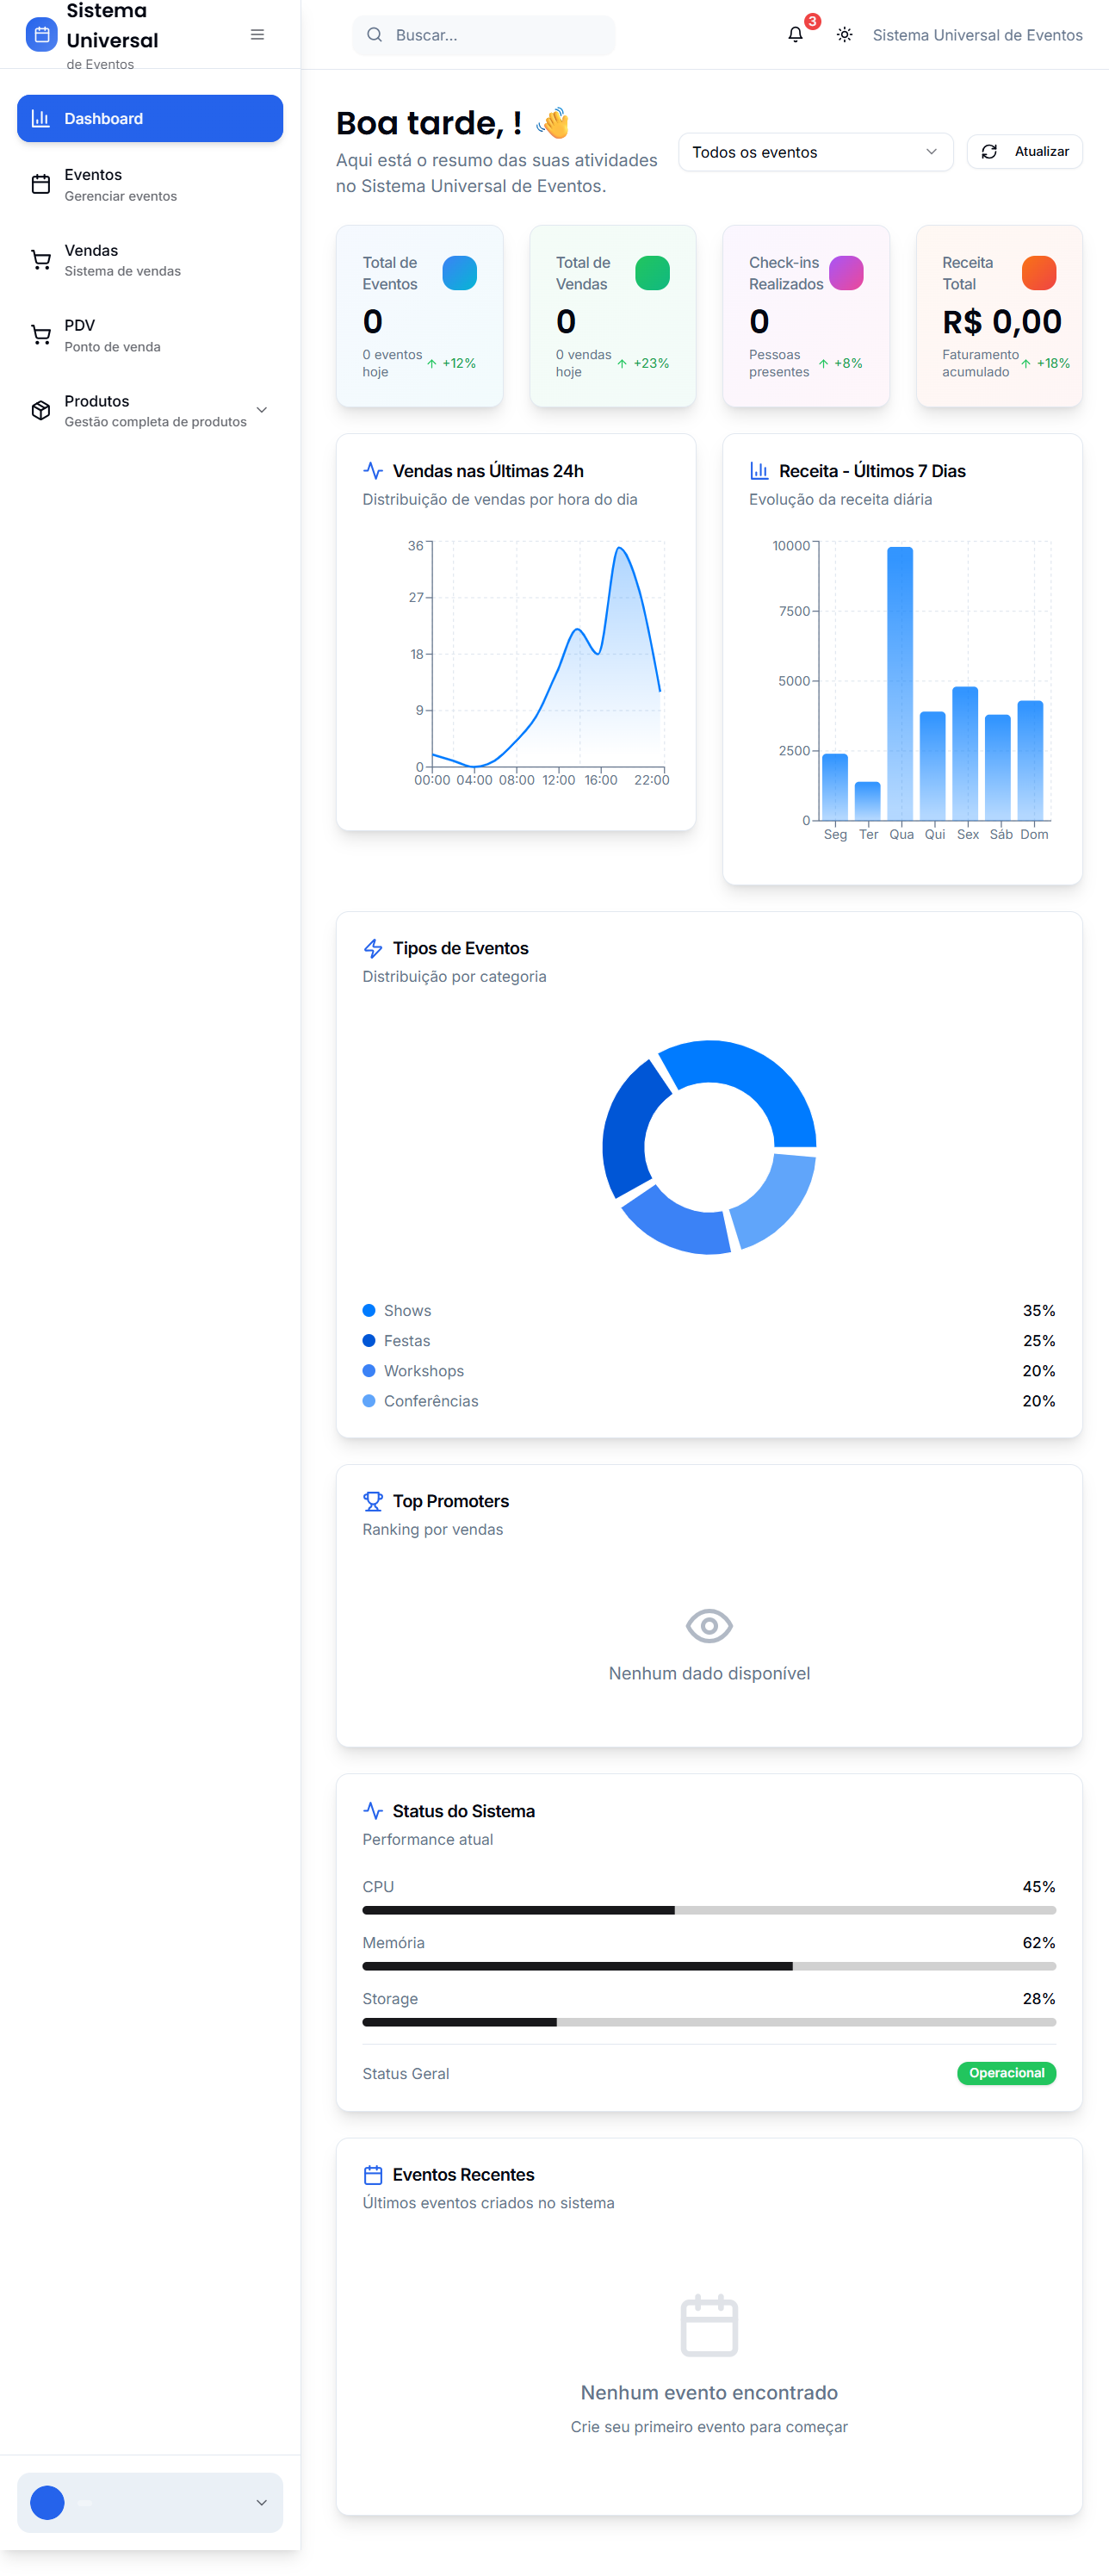 Sistema
Universal
de Eventos
Dashboard
Eventos
Gerenciar eventos
Vendas
Sistema de vendas
PDV
Ponto de venda
Produtos
Gestão completa de produtos
Buscar...
3
Sistema Universal de Eventos
Boa tarde, ! 👋
Aqui está o resumo das suas atividades
no Sistema Universal de Eventos.
Todos os eventos
Atualizar
Total de
Eventos
0
0 eventos
hoje
+12%
Total de
Vendas
0
0 vendas
hoje
+23%
Check-ins
Realizados
0
Pessoas
presentes
+8%
Receita
Total
R$ 0,00
Faturamento
acumulado
+18%
Vendas nas Últimas 24h
Distribuição de vendas por hora do dia
36
27
18
9
0
00:00 04:00 08:00 12:00 16:00 22:00
Receita - Últimos 7 Dias
Evolução da receita diária
10000
7500
5000
2500
0
Seg Ter Qua Qui Sex Sáb Dom
Tipos de Eventos
Distribuição por categoria
Shows 35%
Festas 25%
Workshops 20%
Conferências 20%
Top Promoters
Ranking por vendas
Nenhum dado disponível
Status do Sistema
Performance atual
CPU 45%
Memória 62%
Storage 28%
Status Geral Operacional
Eventos Recentes
Últimos eventos criados no sistema
Nenhum evento encontrado
Crie seu primeiro evento para começar